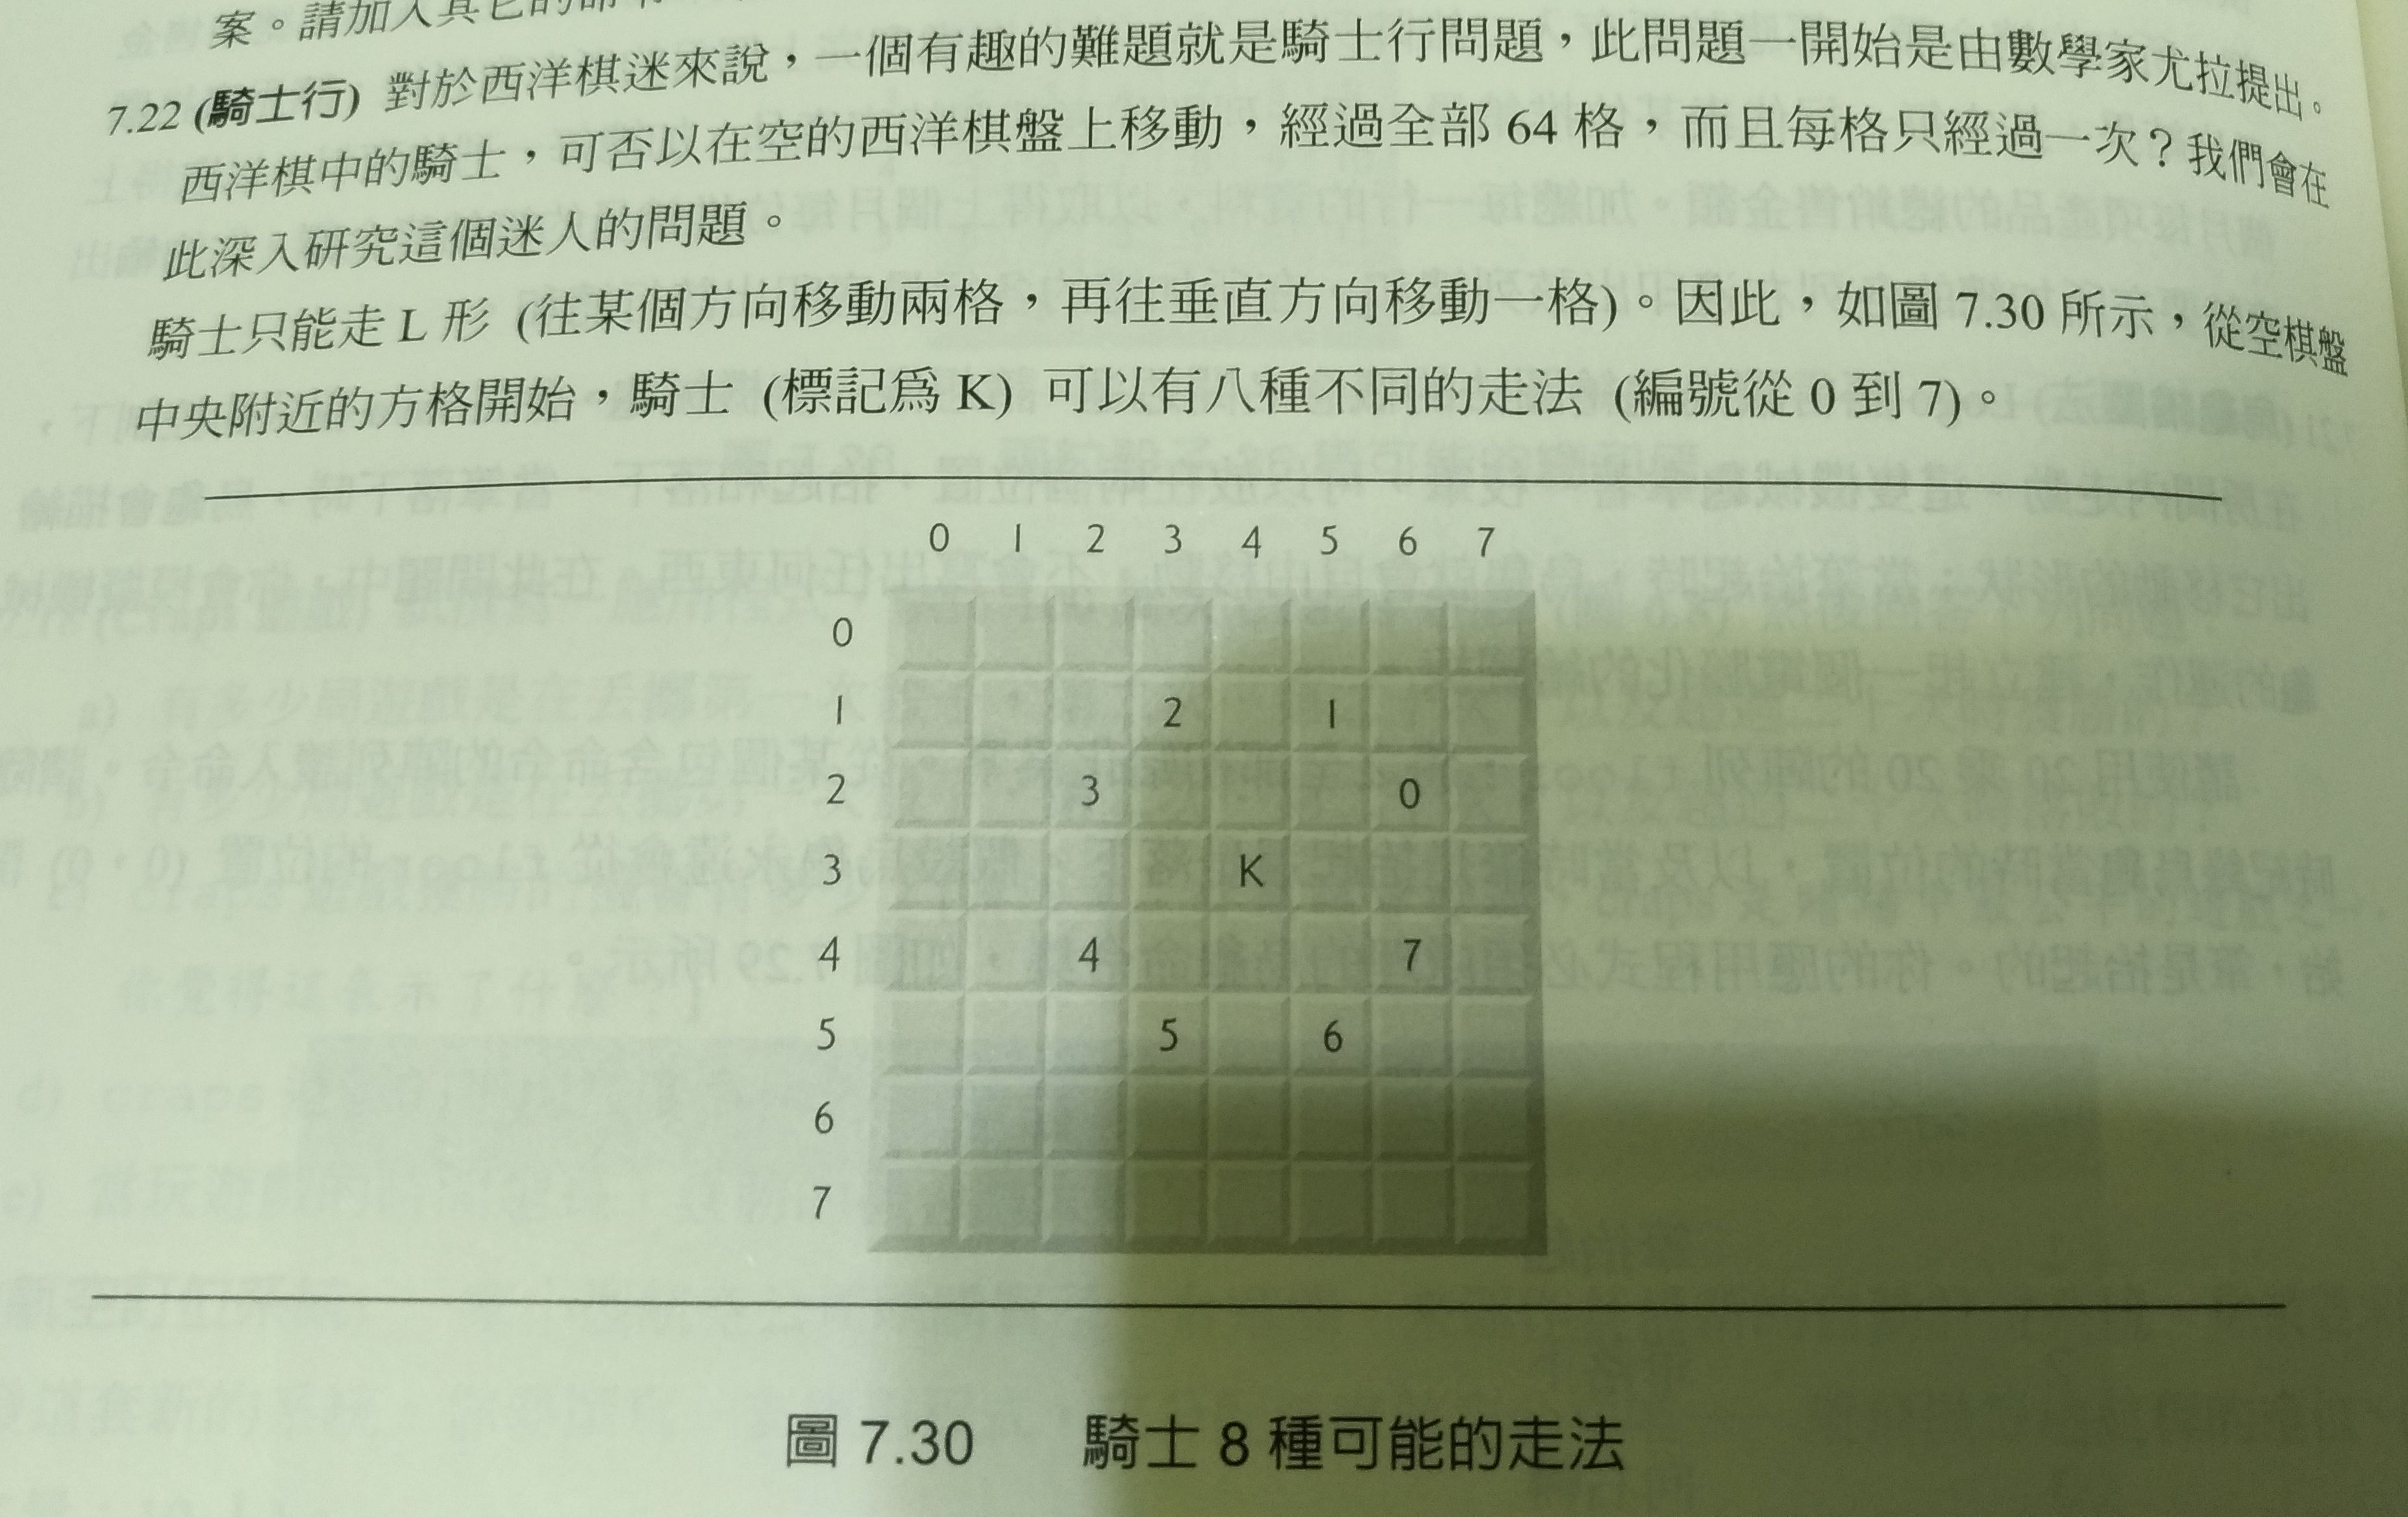 案。請加入其它的命
7.22 (騎士行) 對於西洋棋迷來說，一個有趣的難題就是騎士行問題，此問題一開始是由數學家尤拉提出。
西洋棋中的騎士，可否以在空的西洋棋盤上移動，經過全部 64 格，而且每格只經過一次？我們會在
此深入研究這個迷人的問題。
騎士只能走 L 形 (往某個方向移動兩格，再往垂直方向移動一格)。因此，如圖 7.30 所示，從空棋盤
中央附近的方格開始，騎士 (標記為 K) 可以有八種不同的走法 (編號從 0 到 7)。
0 1 2 3 4 5 6 7
0
1 2 1
2 3 0
3 K
4 4 7
5 5 6
6
7
圖 7.30 騎士 8 種可能的走法